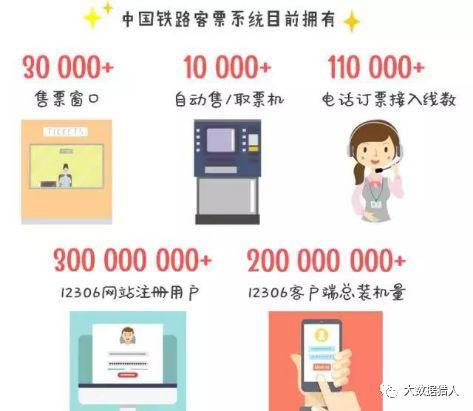 中国铁路客票系统目前拥有
30 000+
10 000+
110 000+
售票窗口
自动售/取票机
电话订票接入线数
TICKETS
300 000 000+
200 000 000+
12306网站注册用户
12306客户端总装机量
大数据猎人